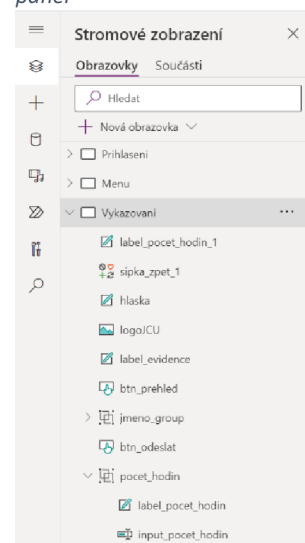 panel
Stromové zobrazení
Obrazovky Součásti
Hledat
Nová obrazovka
Prihlaseni
Menu
Vykazovani
label_pocet_hodin_1
sipka_zpet_1
hlaska
logoJCU
label_evidence
btn_prehled
jmeno_group
btn_odeslat
pocet_hodin
label_pocet_hodin
input_pocet_hodin